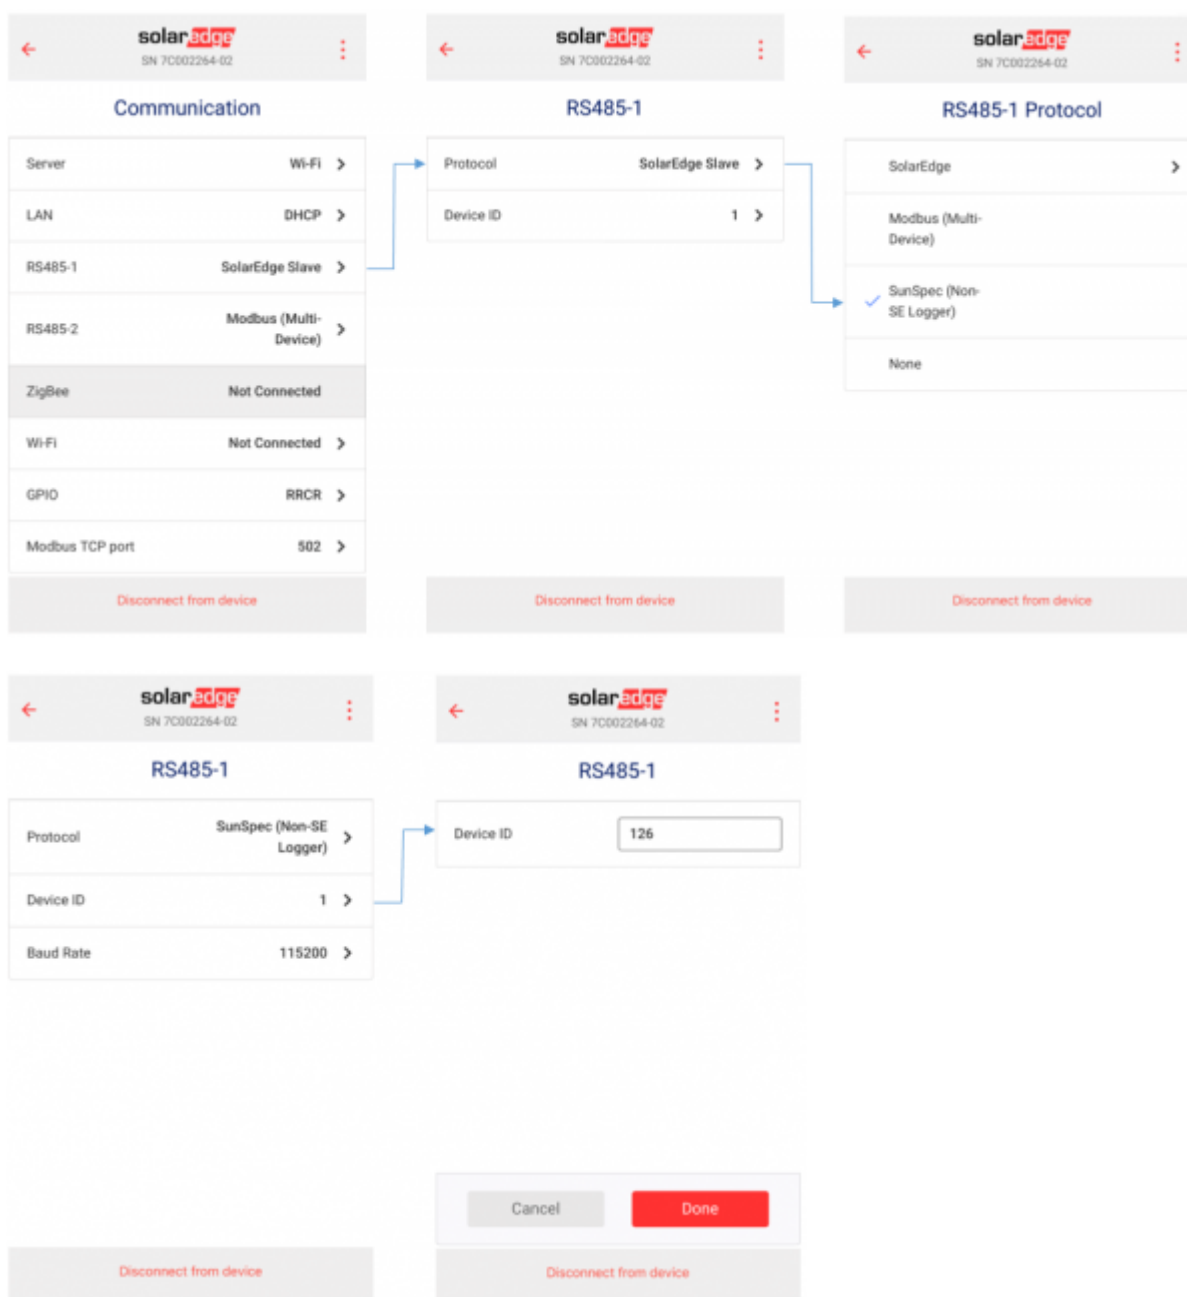 solaredge
SN 7C002264-02
Communication
Server Wi-Fi
LAN DHCP
RS485-1 SolarEdge Slave
RS485-2 Modbus (Multi-
Device)
ZigBee Not Connected
Wi-Fi Not Connected
GPIO RRCR
Modbus TCP port 502
Disconnect from device
solaredge
SN 7C002264-02
RS485-1
Protocol SolarEdge Slave
Device ID 1
Disconnect from device
solaredge
SN 7C002264-02
RS485-1 Protocol
SolarEdge
Modbus (Multi-
Device)
SunSpec (Non-
SE Logger)
None
Disconnect from device
solaredge
SN 7C002264-02
RS485-1
Protocol SunSpec (Non-SE
Logger)
Device ID 1
Baud Rate 115200
Disconnect from device
solaredge
SN 7C002264-02
RS485-1
Device ID 126
Cancel Done
Disconnect from device